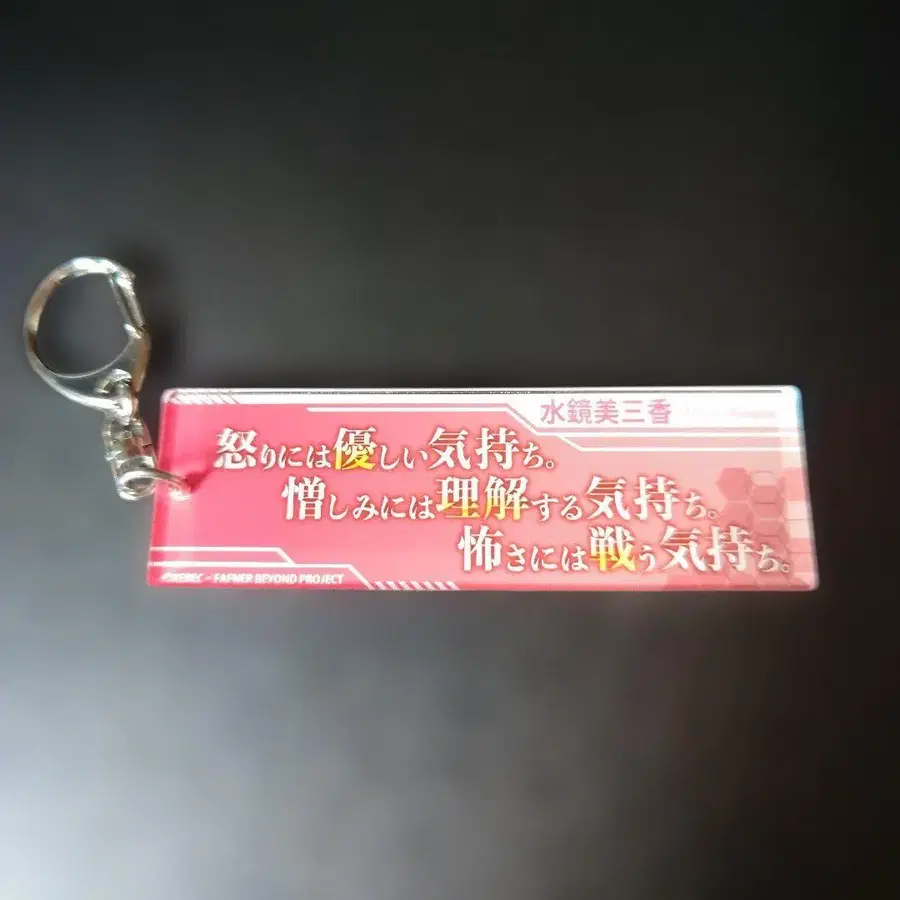 水鏡美三香
怒りには優しい気持ち。
憎しみには理解する気持ち。
怖さには戦う気持ち。
©XEBEC・FAFNER BEYOND PROJECT